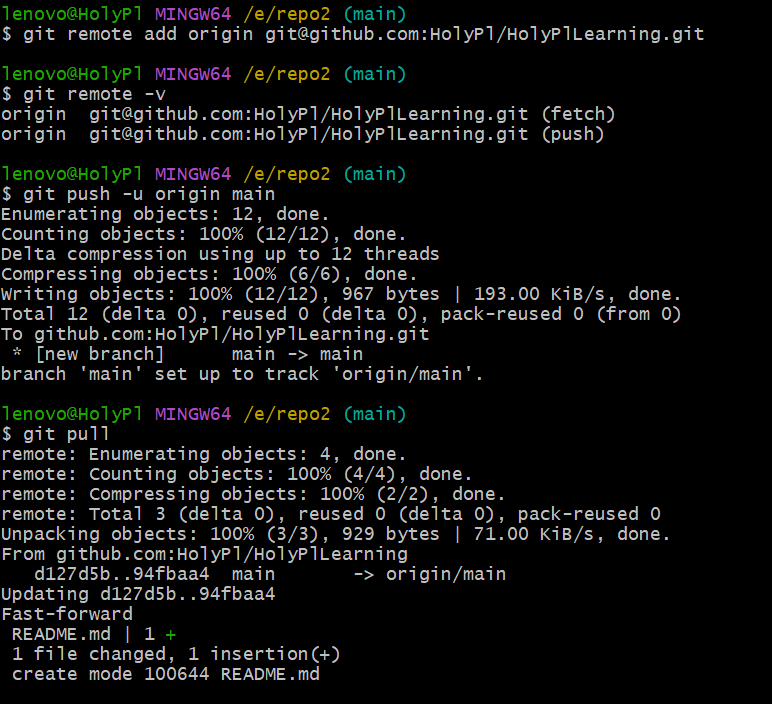 lenovo@HolyPl MINGW64 /e/repo2 (main)
$ git remote add origin git@github.com:HolyPl/HolyPlLearning.git
lenovo@HolyPl MINGW64 /e/repo2 (main)
$ git remote -v
origin  git@github.com:HolyPl/HolyPlLearning.git (fetch)
origin  git@github.com:HolyPl/HolyPlLearning.git (push)
lenovo@HolyPl MINGW64 /e/repo2 (main)
$ git push -u origin main
Enumerating objects: 12, done.
Counting objects: 100% (12/12), done.
Delta compression using up to 12 threads
Compressing objects: 100% (6/6), done.
Writing objects: 100% (12/12), 967 bytes | 193.00 KiB/s, done.
Total 12 (delta 0), reused 0 (delta 0), pack-reused 0 (from 0)
To github.com:HolyPl/HolyPlLearning.git
 * [new branch]      main -> main
branch 'main' set up to track 'origin/main'.
lenovo@HolyPl MINGW64 /e/repo2 (main)
$ git pull
remote: Enumerating objects: 4, done.
remote: Counting objects: 100% (4/4), done.
remote: Compressing objects: 100% (2/2), done.
remote: Total 3 (delta 0), reused 0 (delta 0), pack-reused 0
Unpacking objects: 100% (3/3), 929 bytes | 71.00 KiB/s, done.
From github.com:HolyPl/HolyPlLearning
   d127d5b..94fbaa4  main       -> origin/main
Updating d127d5b..94fbaa4
Fast-forward
 README.md | 1 +
 1 file changed, 1 insertion(+)
 create mode 100644 README.md